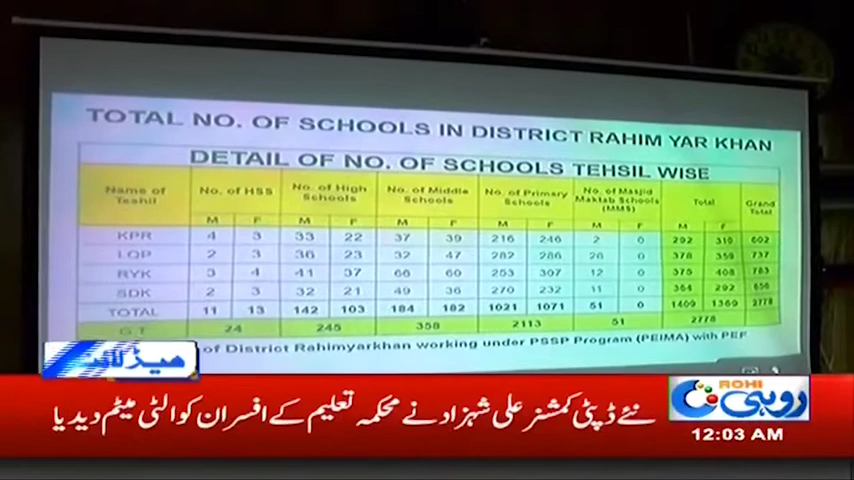 TOTAL NO. OF SCHOOLS IN DISTRICT RAHIM YAR KHAN
DETAIL OF NO. OF SCHOOLS TEHSIL WISE
Name of Teshil No. of HSS No. of High Schools No. of Middle Schools No. of Primary Schools No. of Masjid Maktab Schools (MMS) Total Grand Total
M F M F M F M F M F M F
KPR 4 3 33 22 37 39 216 246 2 0 292 310 602
LQP 2 3 36 23 32 47 282 286 26 0 378 359 737
RYK 3 4 41 37 66 60 253 307 12 0 375 408 783
SDK 2 3 32 21 49 36 270 232 11 0 364 292 656
TOTAL 11 13 142 103 184 182 1021 1071 51 0 1409 1369 2778
G.T 24 245 358 2113 51 2778
of District Rahimyarkhan working under PSSP Program (PEIMA) with PEF
ہیڈ لائنز
نئے ڈپٹی کمشنر علی شہزاد نے محکمہ تعلیم کے افسران کو الٹی میٹم دیدیا
ROHI
روہی
12:03 AM